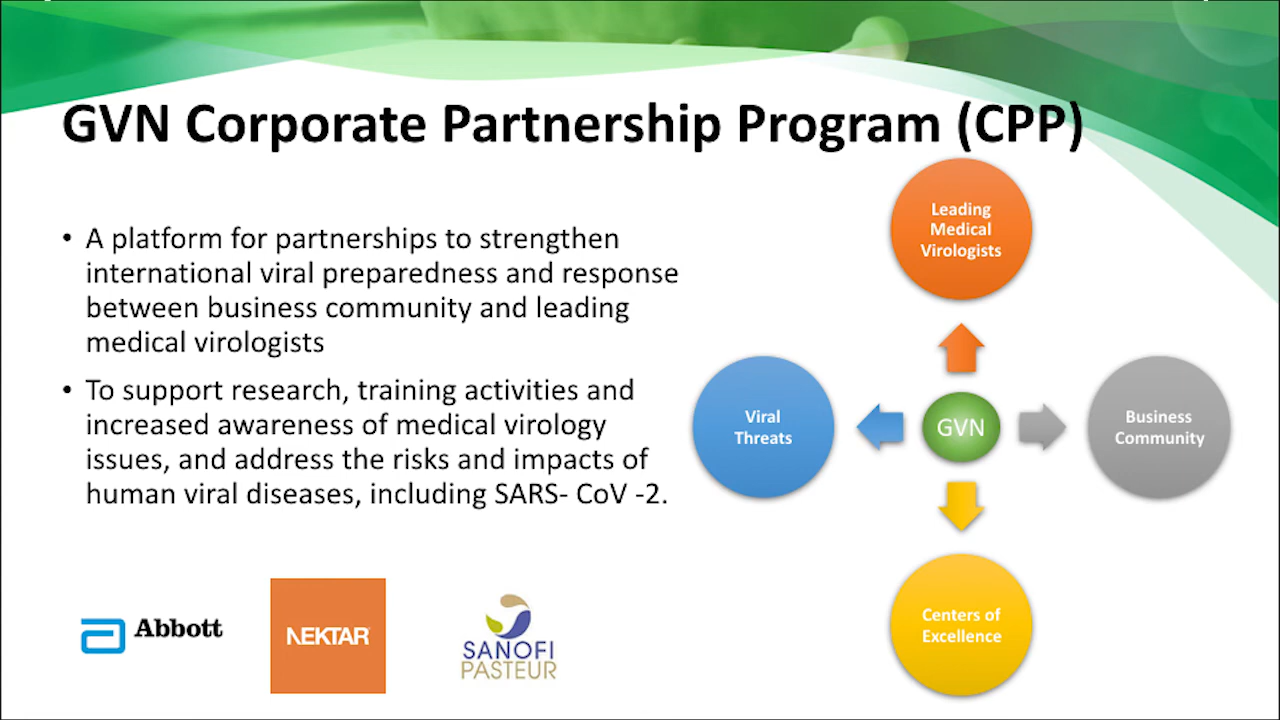 GVN Corporate Partnership Program (CPP)
• A platform for partnerships to strengthen
international viral preparedness and response
between business community and leading
medical virologists
• To support research, training activities and
increased awareness of medical virology
issues, and address the risks and impacts of
human viral diseases, including SARS- CoV -2.
Leading
Medical
Virologists
Viral
Threats
GVN
Business
Community
Centers of
Excellence
Abbott
NEKTAR
SANOFI
PASTEUR